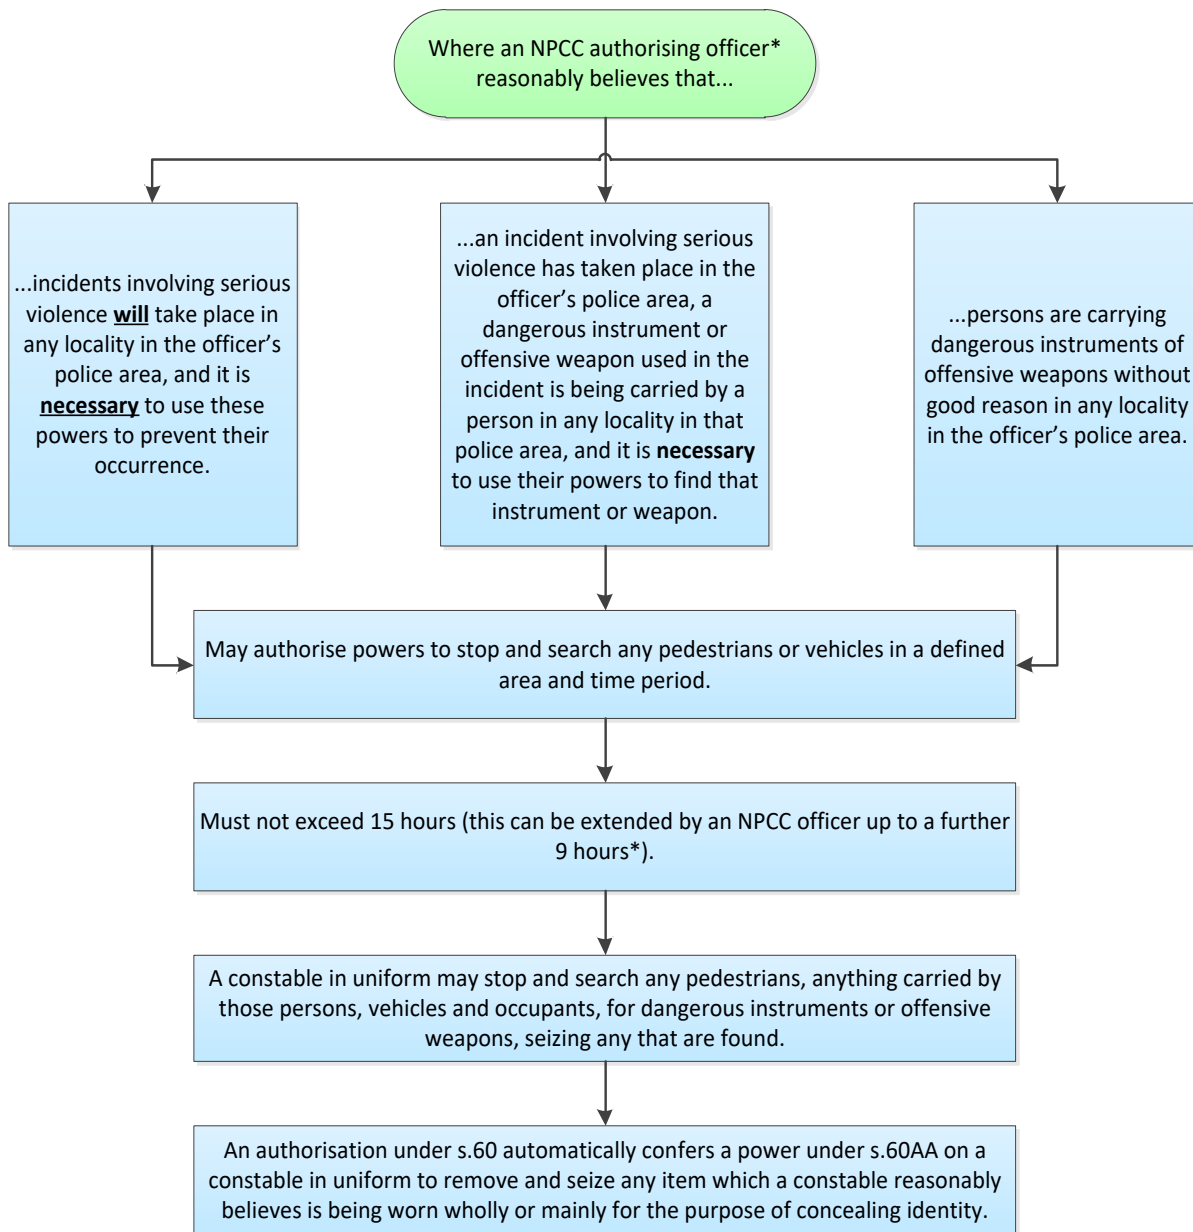 Where an NPCC authorising officer*
reasonably believes that...
...incidents involving serious
violence will take place in
any locality in the officer's
police area, and it is
necessary to use these
powers to prevent their
occurrence.
...an incident involving serious
violence has taken place in the
officer's police area, a
dangerous instrument or
offensive weapon used in the
incident is being carried by a
person in any locality in that
police area, and it is necessary
to use their powers to find that
instrument or weapon.
...persons are carrying
dangerous instruments of
offensive weapons without
good reason in any locality
in the officer's police area.
May authorise powers to stop and search any pedestrians or vehicles in a defined
area and time period.
Must not exceed 15 hours (this can be extended by an NPCC officer up to a further
9 hours*).
A constable in uniform may stop and search any pedestrians, anything carried by
those persons, vehicles and occupants, for dangerous instruments or offensive
weapons, seizing any that are found.
An authorisation under s.60 automatically confers a power under s.60AA on a
constable in uniform to remove and seize any item which a constable reasonably
believes is being worn wholly or mainly for the purpose of concealing identity.